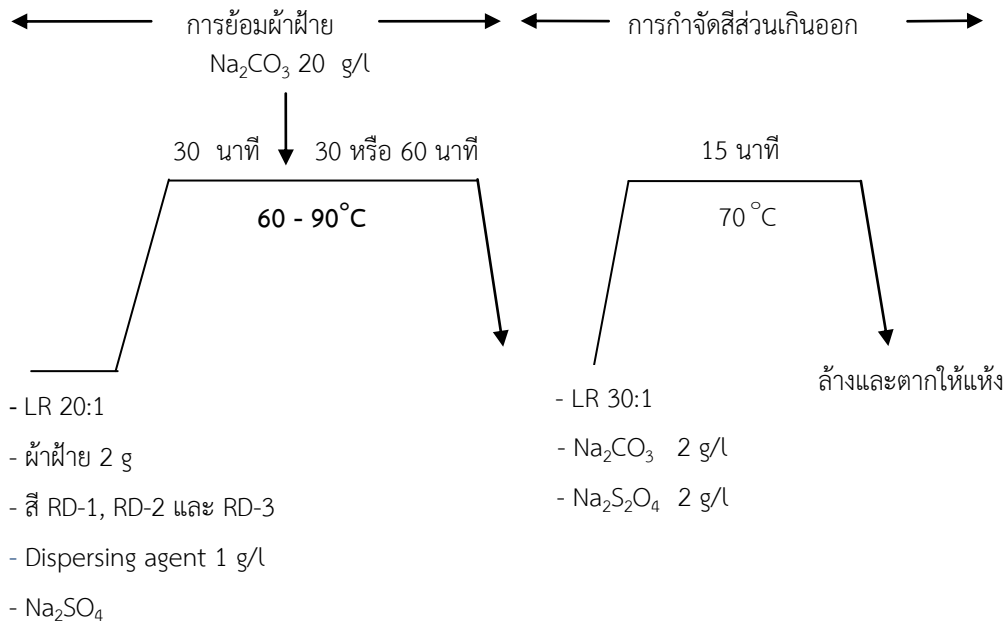 การย้อมผ้าฝ้าย
การกำจัดสีส่วนเกินออก
Na₂CO₃ 20 g/l
30 นาที
30 หรือ 60 นาที
15 นาที
60 - 90°C
70 °C
- LR 20:1
- ผ้าฝ้าย 2 g
- สี RD-1, RD-2 และ RD-3
- Dispersing agent 1 g/l
- Na₂SO₄
- LR 30:1
- Na₂CO₃ 2 g/l
- Na₂S₂O₄ 2 g/l
ล้างและตากให้แห้ง